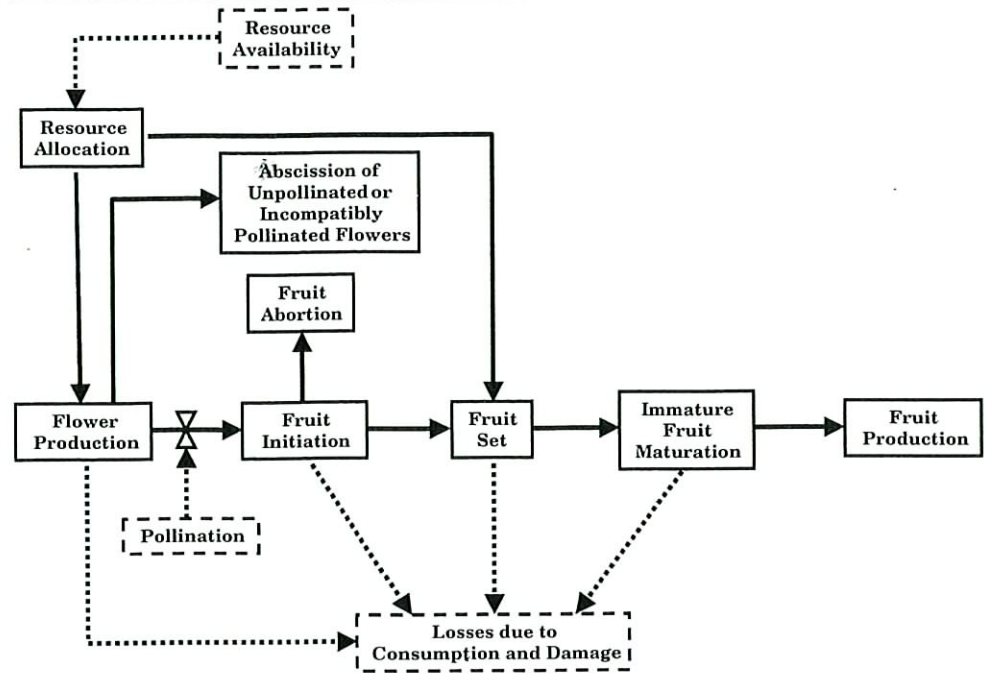 Resource
Availability
Resource
Allocation
Abscission of
Unpollinated or
Incompatibly
Pollinated Flowers
Fruit
Abortion
Flower
Production
Fruit
Initiation
Fruit
Set
Immature
Fruit
Maturation
Fruit
Production
Pollination
Losses due to
Consumption and Damage